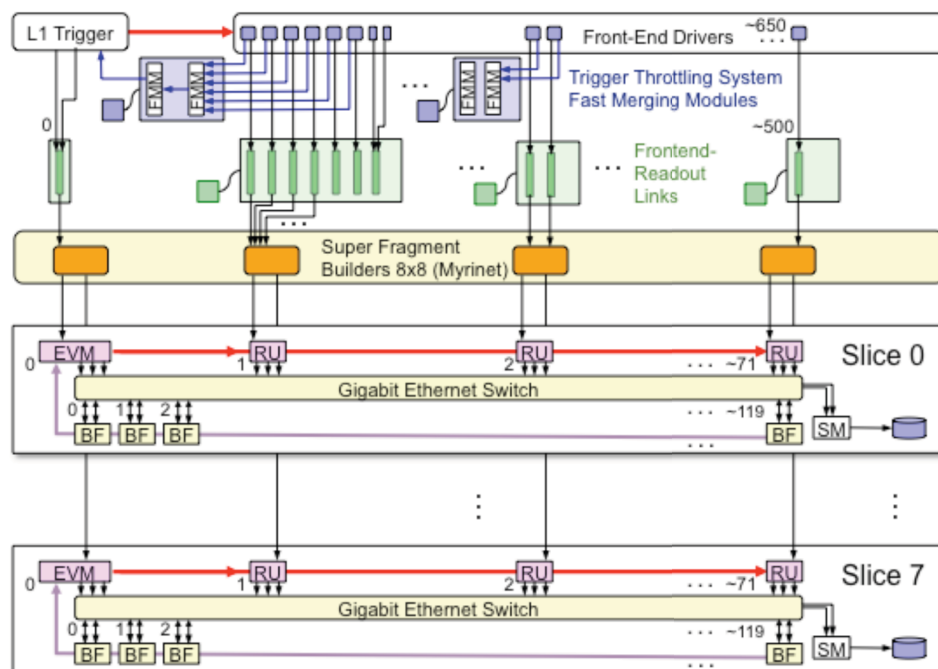 L1 Trigger
Front-End Drivers
~650
...
FMM
FMM
...
FMM
FMM
Trigger Throttling System
Fast Merging Modules
0
~500
...
...
Frontend-
Readout
Links
...
Super Fragment
Builders 8x8 (Myrinet)
0
EVM
1
RU
2
RU
... ~71
RU
Slice 0
Gigabit Ethernet Switch
0
1
2
... ~119
BF
BF
BF
...
BF
SM
0
EVM
1
RU
2
RU
... ~71
RU
Slice 7
Gigabit Ethernet Switch
0
1
2
... ~119
BF
BF
BF
...
BF
SM